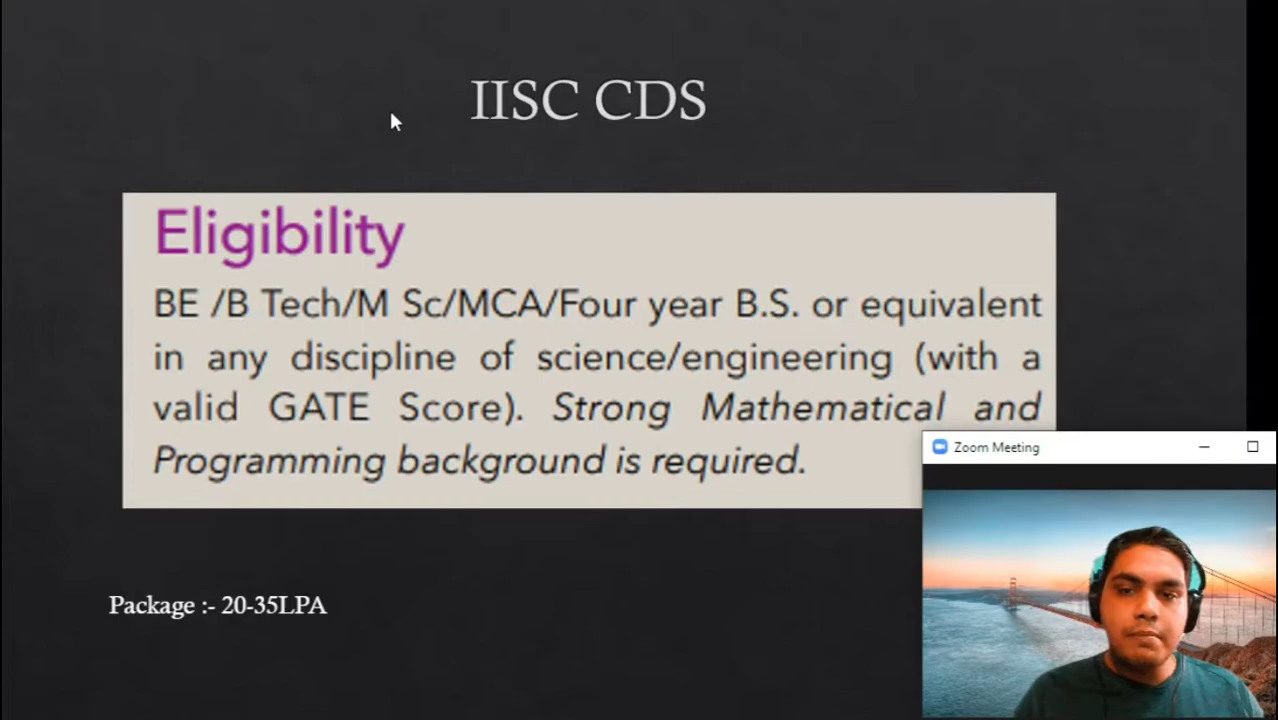 IISC CDS
Eligibility
BE /B Tech/M Sc/MCA/Four year B.S. or equivalent
in any discipline of science/engineering (with a
valid GATE Score). Strong Mathematical and
Programming background is required.
Zoom Meeting
Package :- 20-35LPA